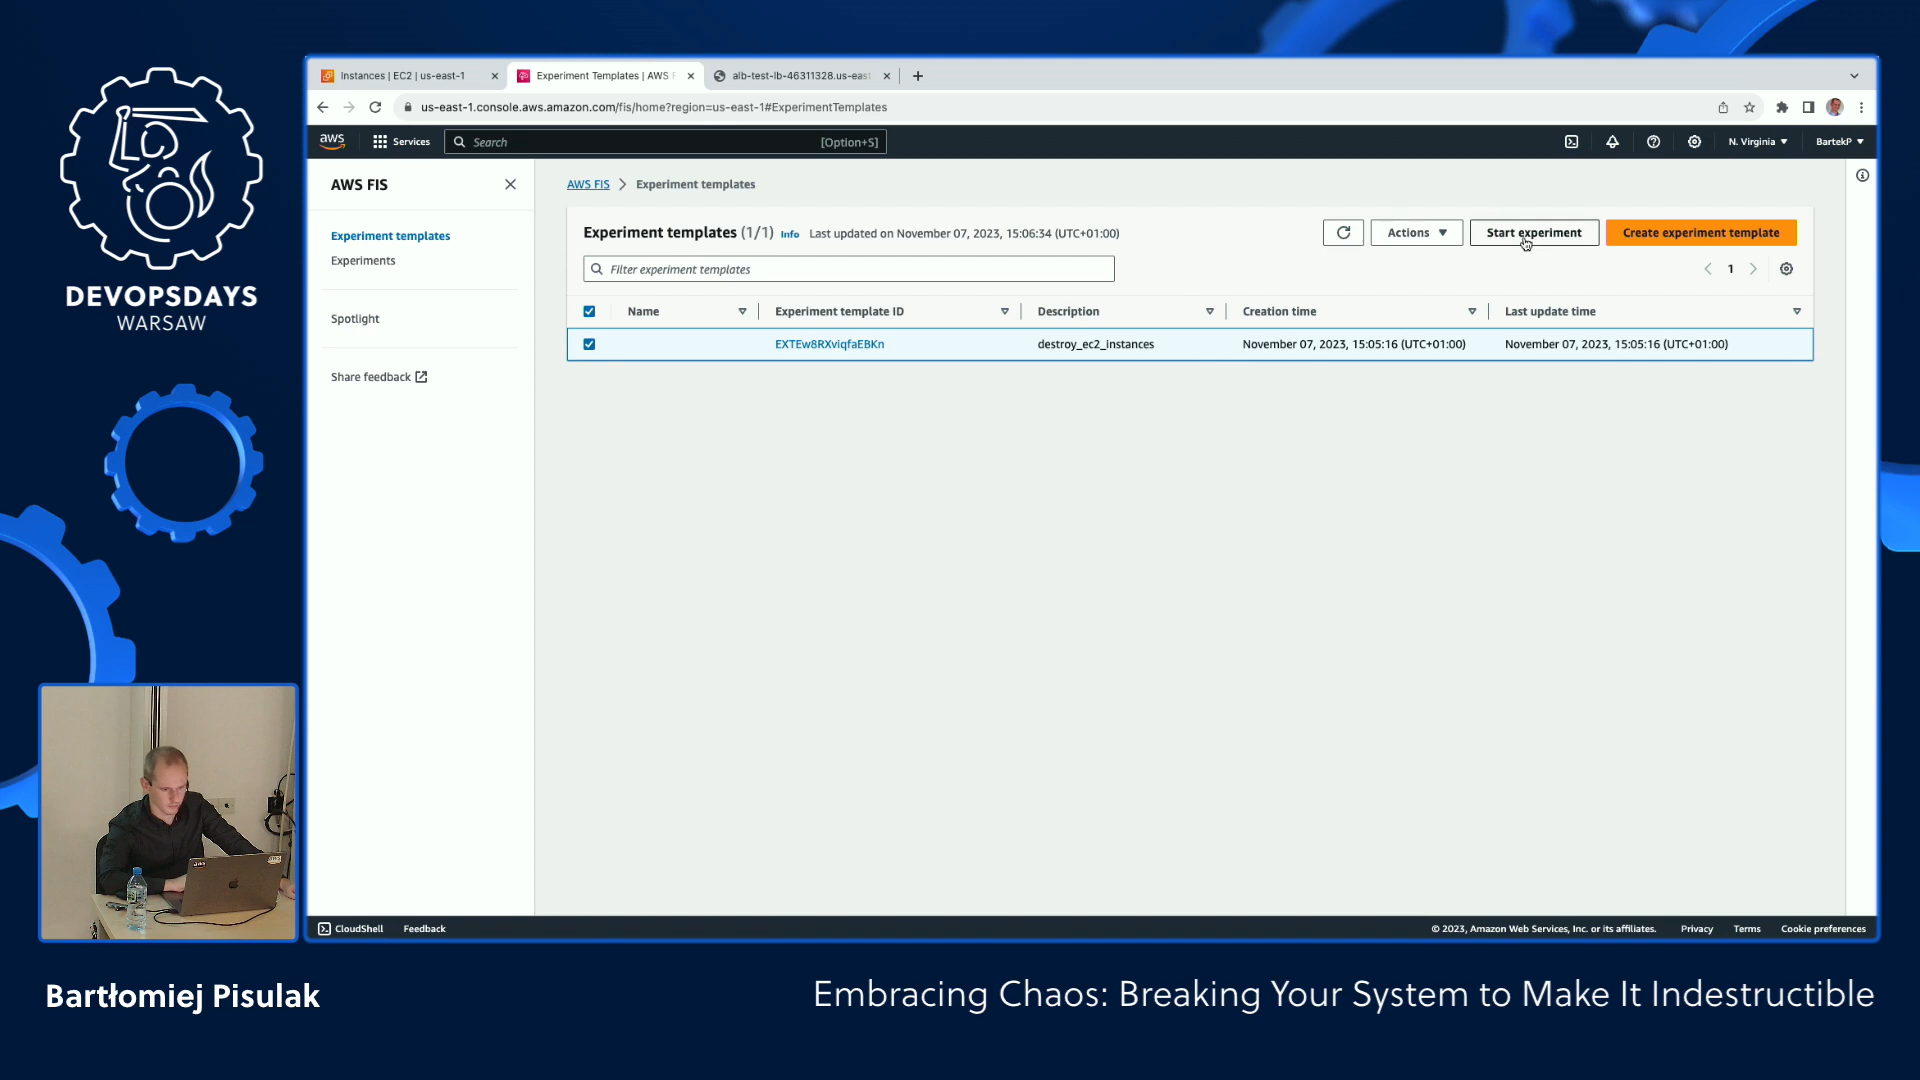 DEVOPSDAYS
WARSAW
Instances | EC2 | us-east-1
Experiment Templates | AWS F
alb-test-lb-46311328.us-east
us-east-1.console.aws.amazon.com/fis/home?region=us-east-1#ExperimentTemplates
aws
Services
Search
[Option+S]
N. Virginia
BartekP
AWS FIS
Experiment templates
Experiments
Spotlight
Share feedback
AWS FIS
Experiment templates
Experiment templates (1/1) Info Last updated on November 07, 2023, 15:06:34 (UTC+01:00)
Actions
Start experiment
Create experiment template
Filter experiment templates
1
Name
Experiment template ID
Description
Creation time
Last update time
EXTEw8RXviqfaEBKn
destroy_ec2_instances
November 07, 2023, 15:05:16 (UTC+01:00)
November 07, 2023, 15:05:16 (UTC+01:00)
CloudShell
Feedback
© 2023, Amazon Web Services, Inc. or its affiliates.
Privacy
Terms
Cookie preferences
Bartłomiej Pisulak
Embracing Chaos: Breaking Your System to Make It Indestructible